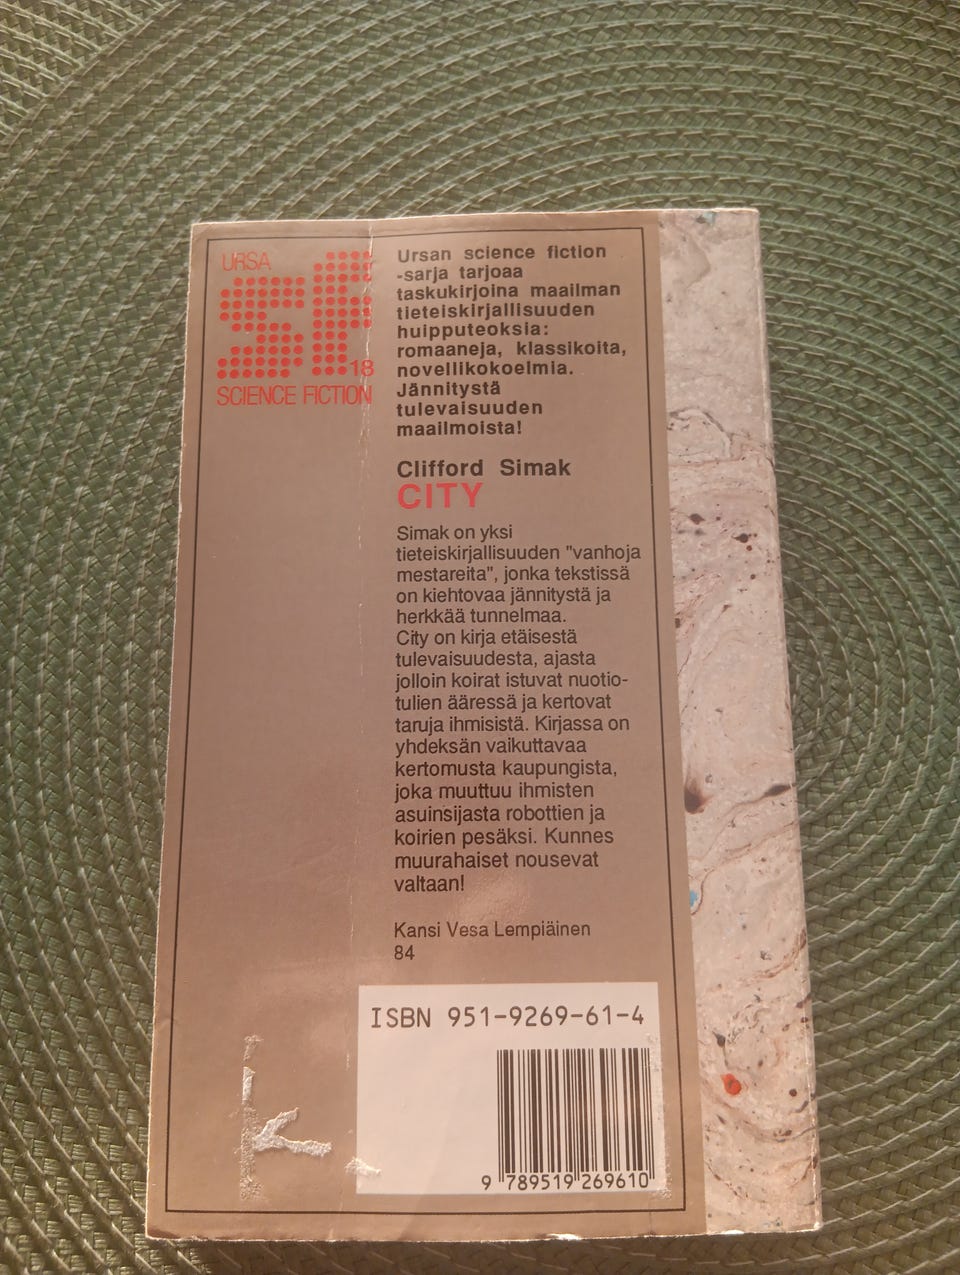 URSA
SF
18
SCIENCE FICTION
Ursan science fiction
-sarja tarjoaa
taskukirjoina maailman
tieteiskirjallisuuden
huipputeoksia:
romaaneja, klassikoita,
novellikokoelmia.
Jännitystä
tulevaisuuden
maailmoista!
Clifford Simak
CITY
Simak on yksi
tieteiskirjallisuuden "vanhoja
mestareita", jonka tekstissä
on kiehtovaa jännitystä ja
herkkää tunnelmaa.
City on kirja etäisestä
tulevaisuudesta, ajasta
jolloin koirat istuvat nuotio-
tulien ääressä ja kertovat
taruja ihmisistä. Kirjassa on
yhdeksän vaikuttavaa
kertomusta kaupungista,
joka muuttuu ihmisten
asuinsijasta robottien ja
koirien pesäksi. Kunnes
muurahaiset nousevat
valtaan!
Kansi Vesa Lempiäinen
84
ISBN 951-9269-61-4
9 789519 269610